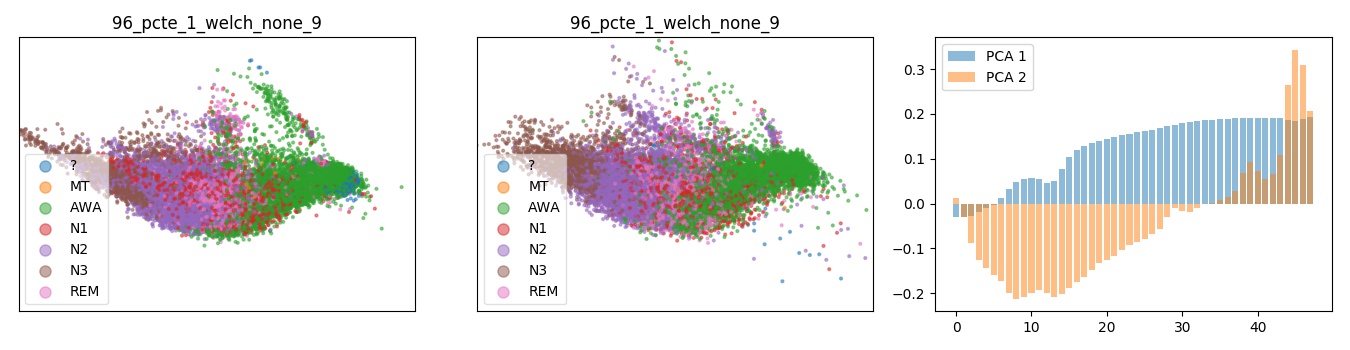 96_pcte_1_welch_none_9
?
MT
AWA
N1
N2
N3
REM
96_pcte_1_welch_none_9
?
MT
AWA
N1
N2
N3
REM
PCA 1
PCA 2
0.3
0.2
0.1
0.0
−0.1
−0.2
0 10 20 30 40